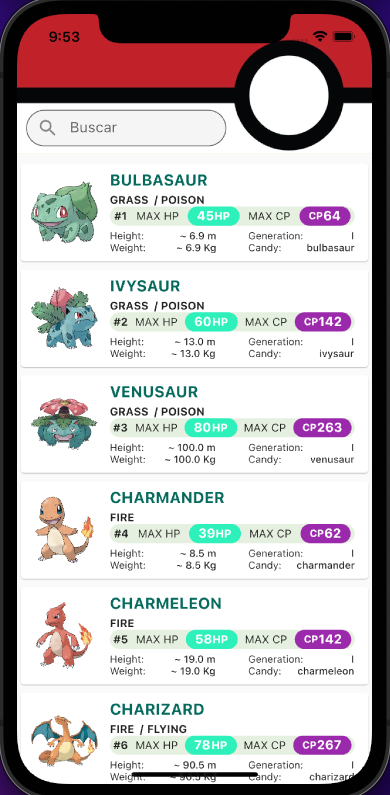 9:53
Buscar
BULBASAUR
GRASS / POISON
#1 MAX HP 45HP MAX CP CP64
Height: ~ 6.9 m Generation: I
Weight: ~ 6.9 Kg Candy: bulbasaur
IVYSAUR
GRASS / POISON
#2 MAX HP 60HP MAX CP CP142
Height: ~ 13.0 m Generation: I
Weight: ~ 13.0 Kg Candy: ivysaur
VENUSAUR
GRASS / POISON
#3 MAX HP 80HP MAX CP CP263
Height: ~ 100.0 m Generation: I
Weight: ~ 100.0 Kg Candy: venusaur
CHARMANDER
FIRE
#4 MAX HP 39HP MAX CP CP62
Height: ~ 8.5 m Generation: I
Weight: ~ 8.5 Kg Candy: charmander
CHARMELEON
FIRE
#5 MAX HP 58HP MAX CP CP142
Height: ~ 19.0 m Generation: I
Weight: ~ 19.0 Kg Candy: charmeleon
CHARIZARD
FIRE / FLYING
#6 MAX HP 78HP MAX CP CP267
Height: ~ 90.5 m Generation: I
Weight: ~ 90.5 Kg Candy: charizard